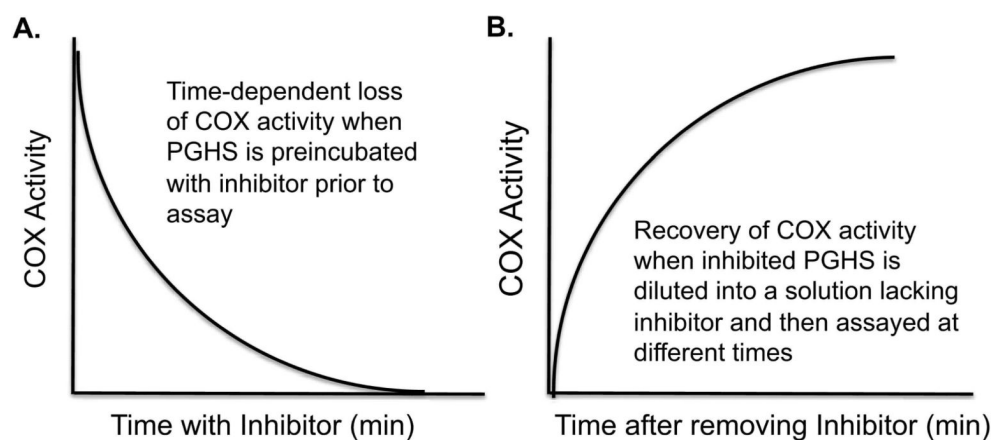 A.
COX Activity
Time-dependent loss
of COX activity when
PGHS is preincubated
with inhibitor prior to
assay
Time with Inhibitor (min)
B.
COX Activity
Recovery of COX activity
when inhibited PGHS is
diluted into a solution lacking
inhibitor and then assayed at
different times
Time after removing Inhibitor (min)